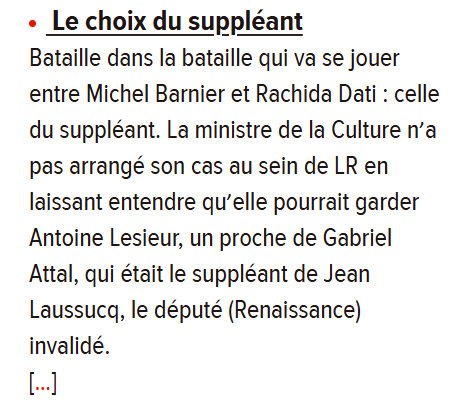 • Le choix du suppléant
Bataille dans la bataille qui va se jouer
entre Michel Barnier et Rachida Dati : celle
du suppléant. La ministre de la Culture n’a
pas arrangé son cas au sein de LR en
laissant entendre qu’elle pourrait garder
Antoine Lesieur, un proche de Gabriel
Attal, qui était le suppléant de Jean
Laussucq, le député (Renaissance)
invalidé.
[...]